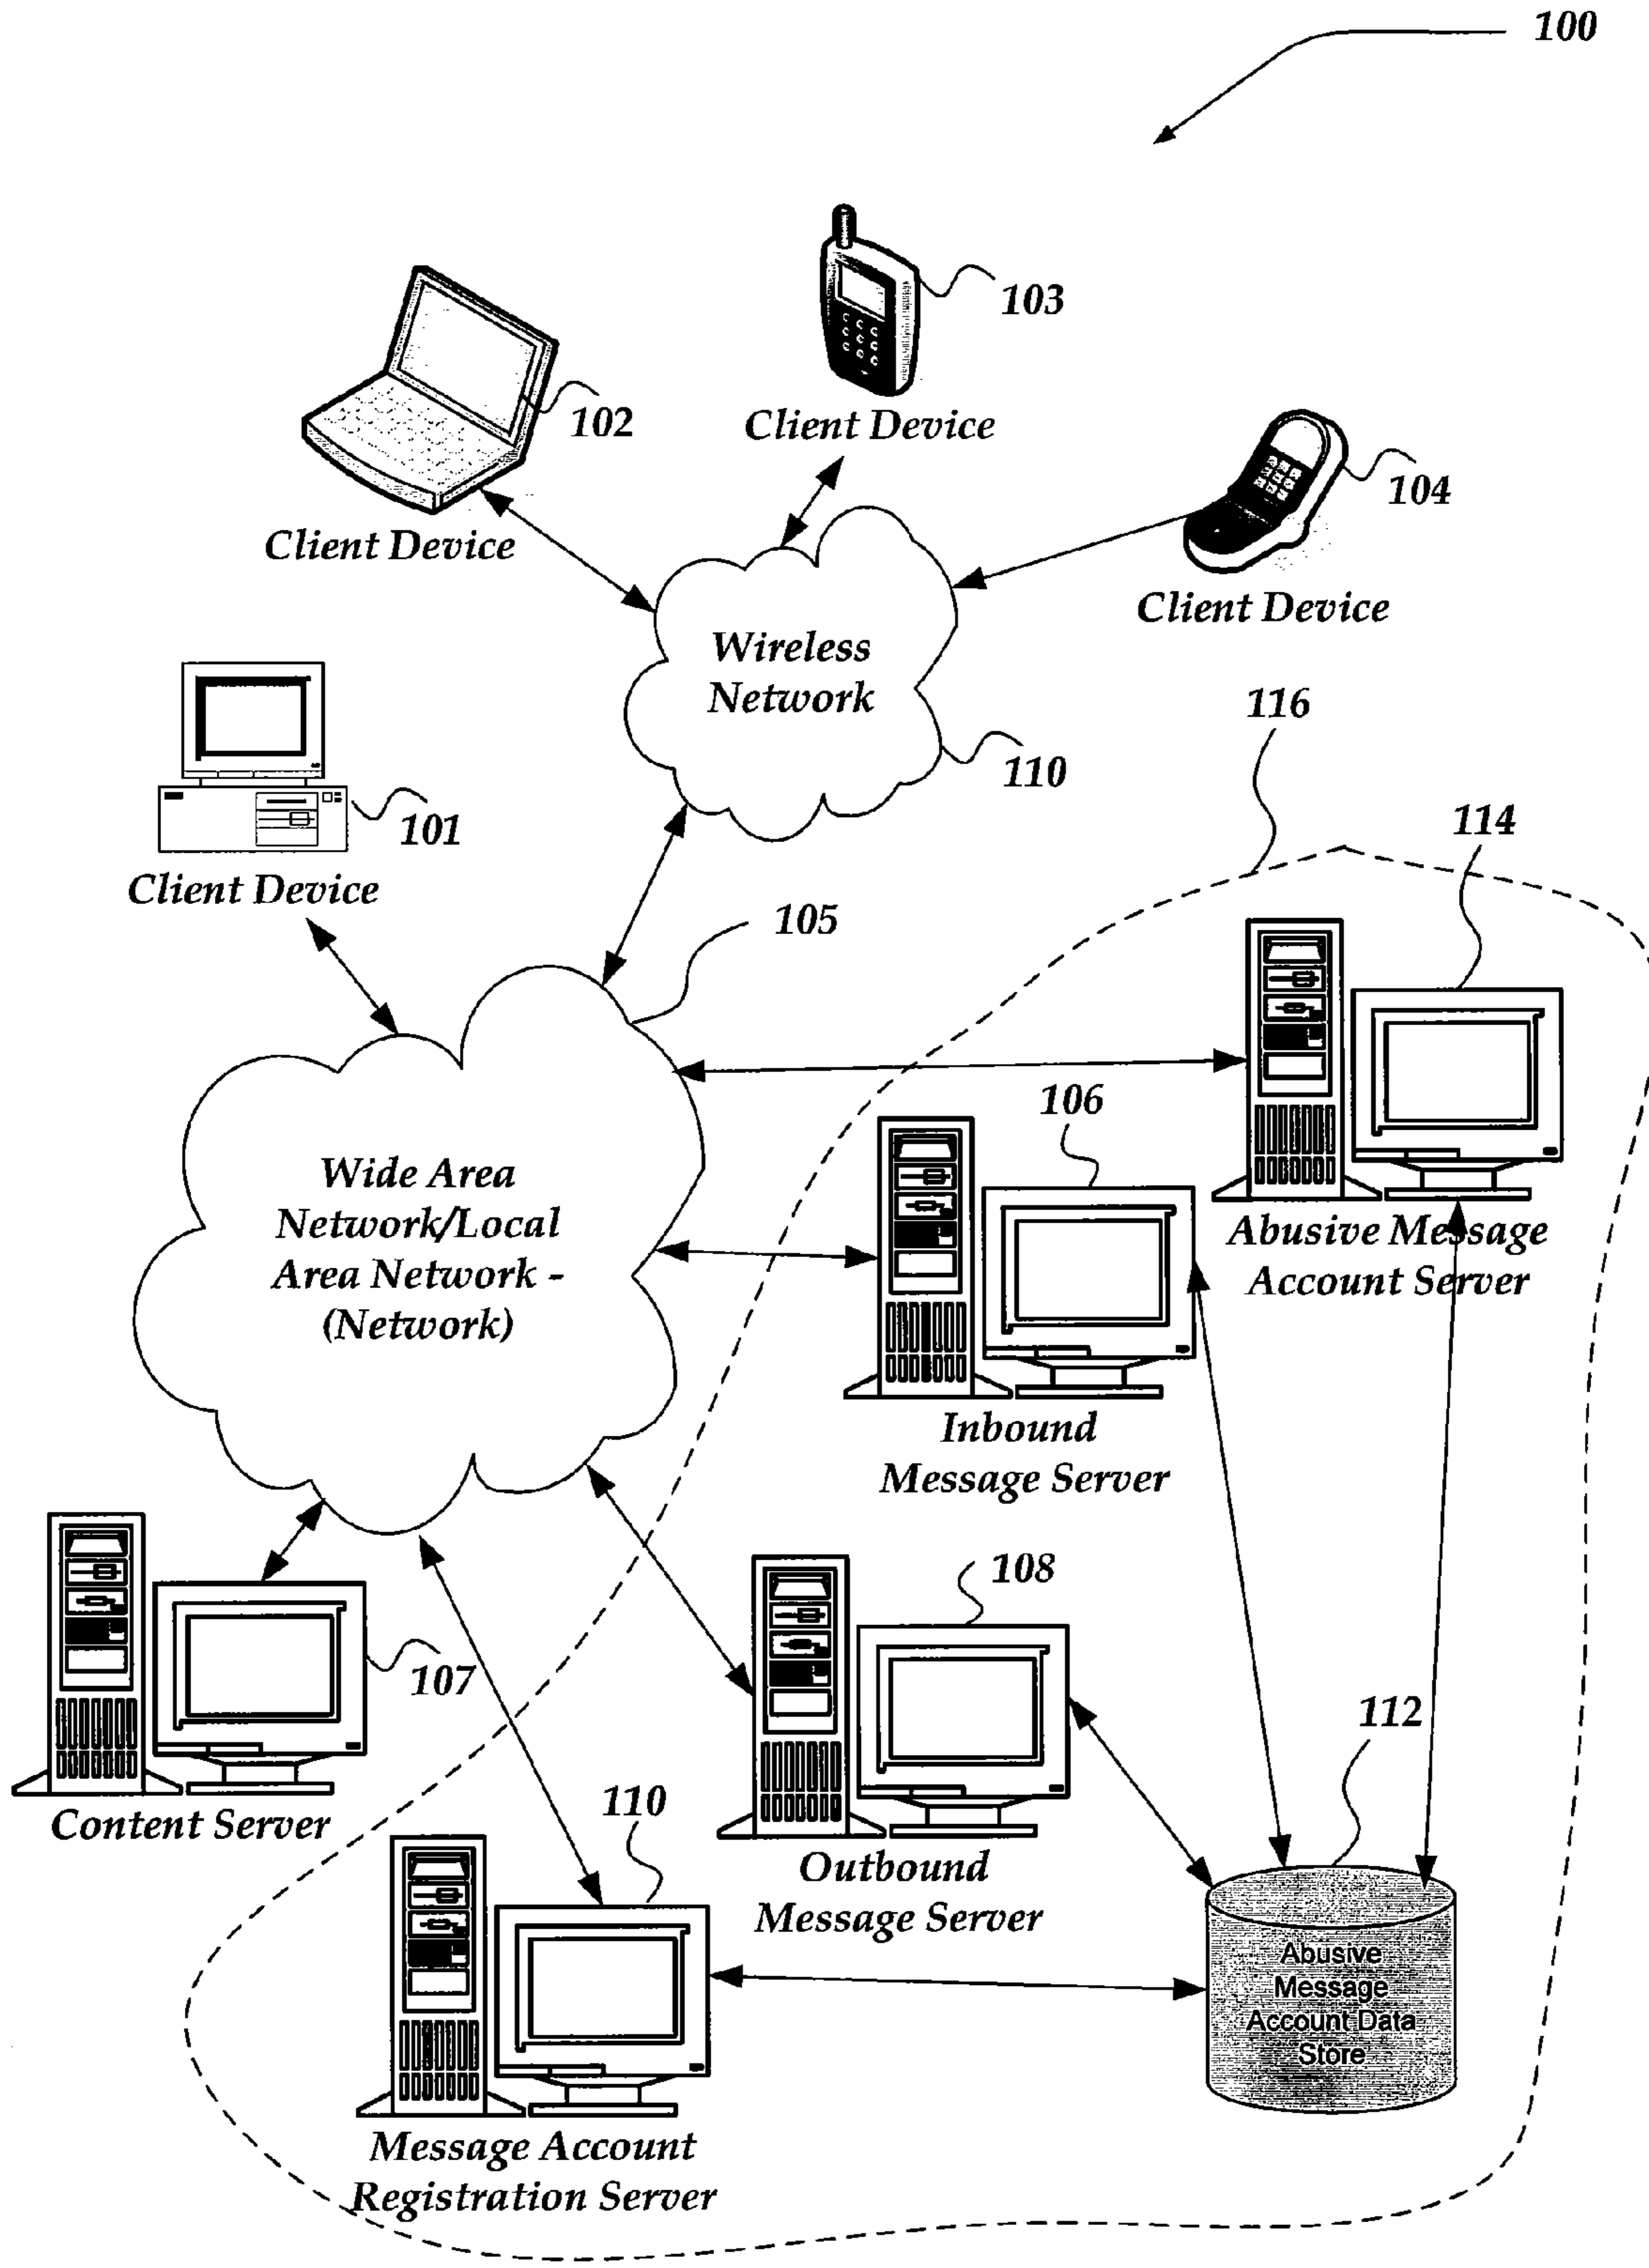 100
103
102
Client Device
104
Client Device
Client Device
Wireless
Network
116
110
114
101
Client Device
105
106
Wide Area
Network/Local
Area Network -
(Network)
Abusive Message
Account Server
Inbound
Message Server
108
107
112
110
Content Server
Outbound
Message Server
Abusive
Message
Account Data
Store
Message Account
Registration Server